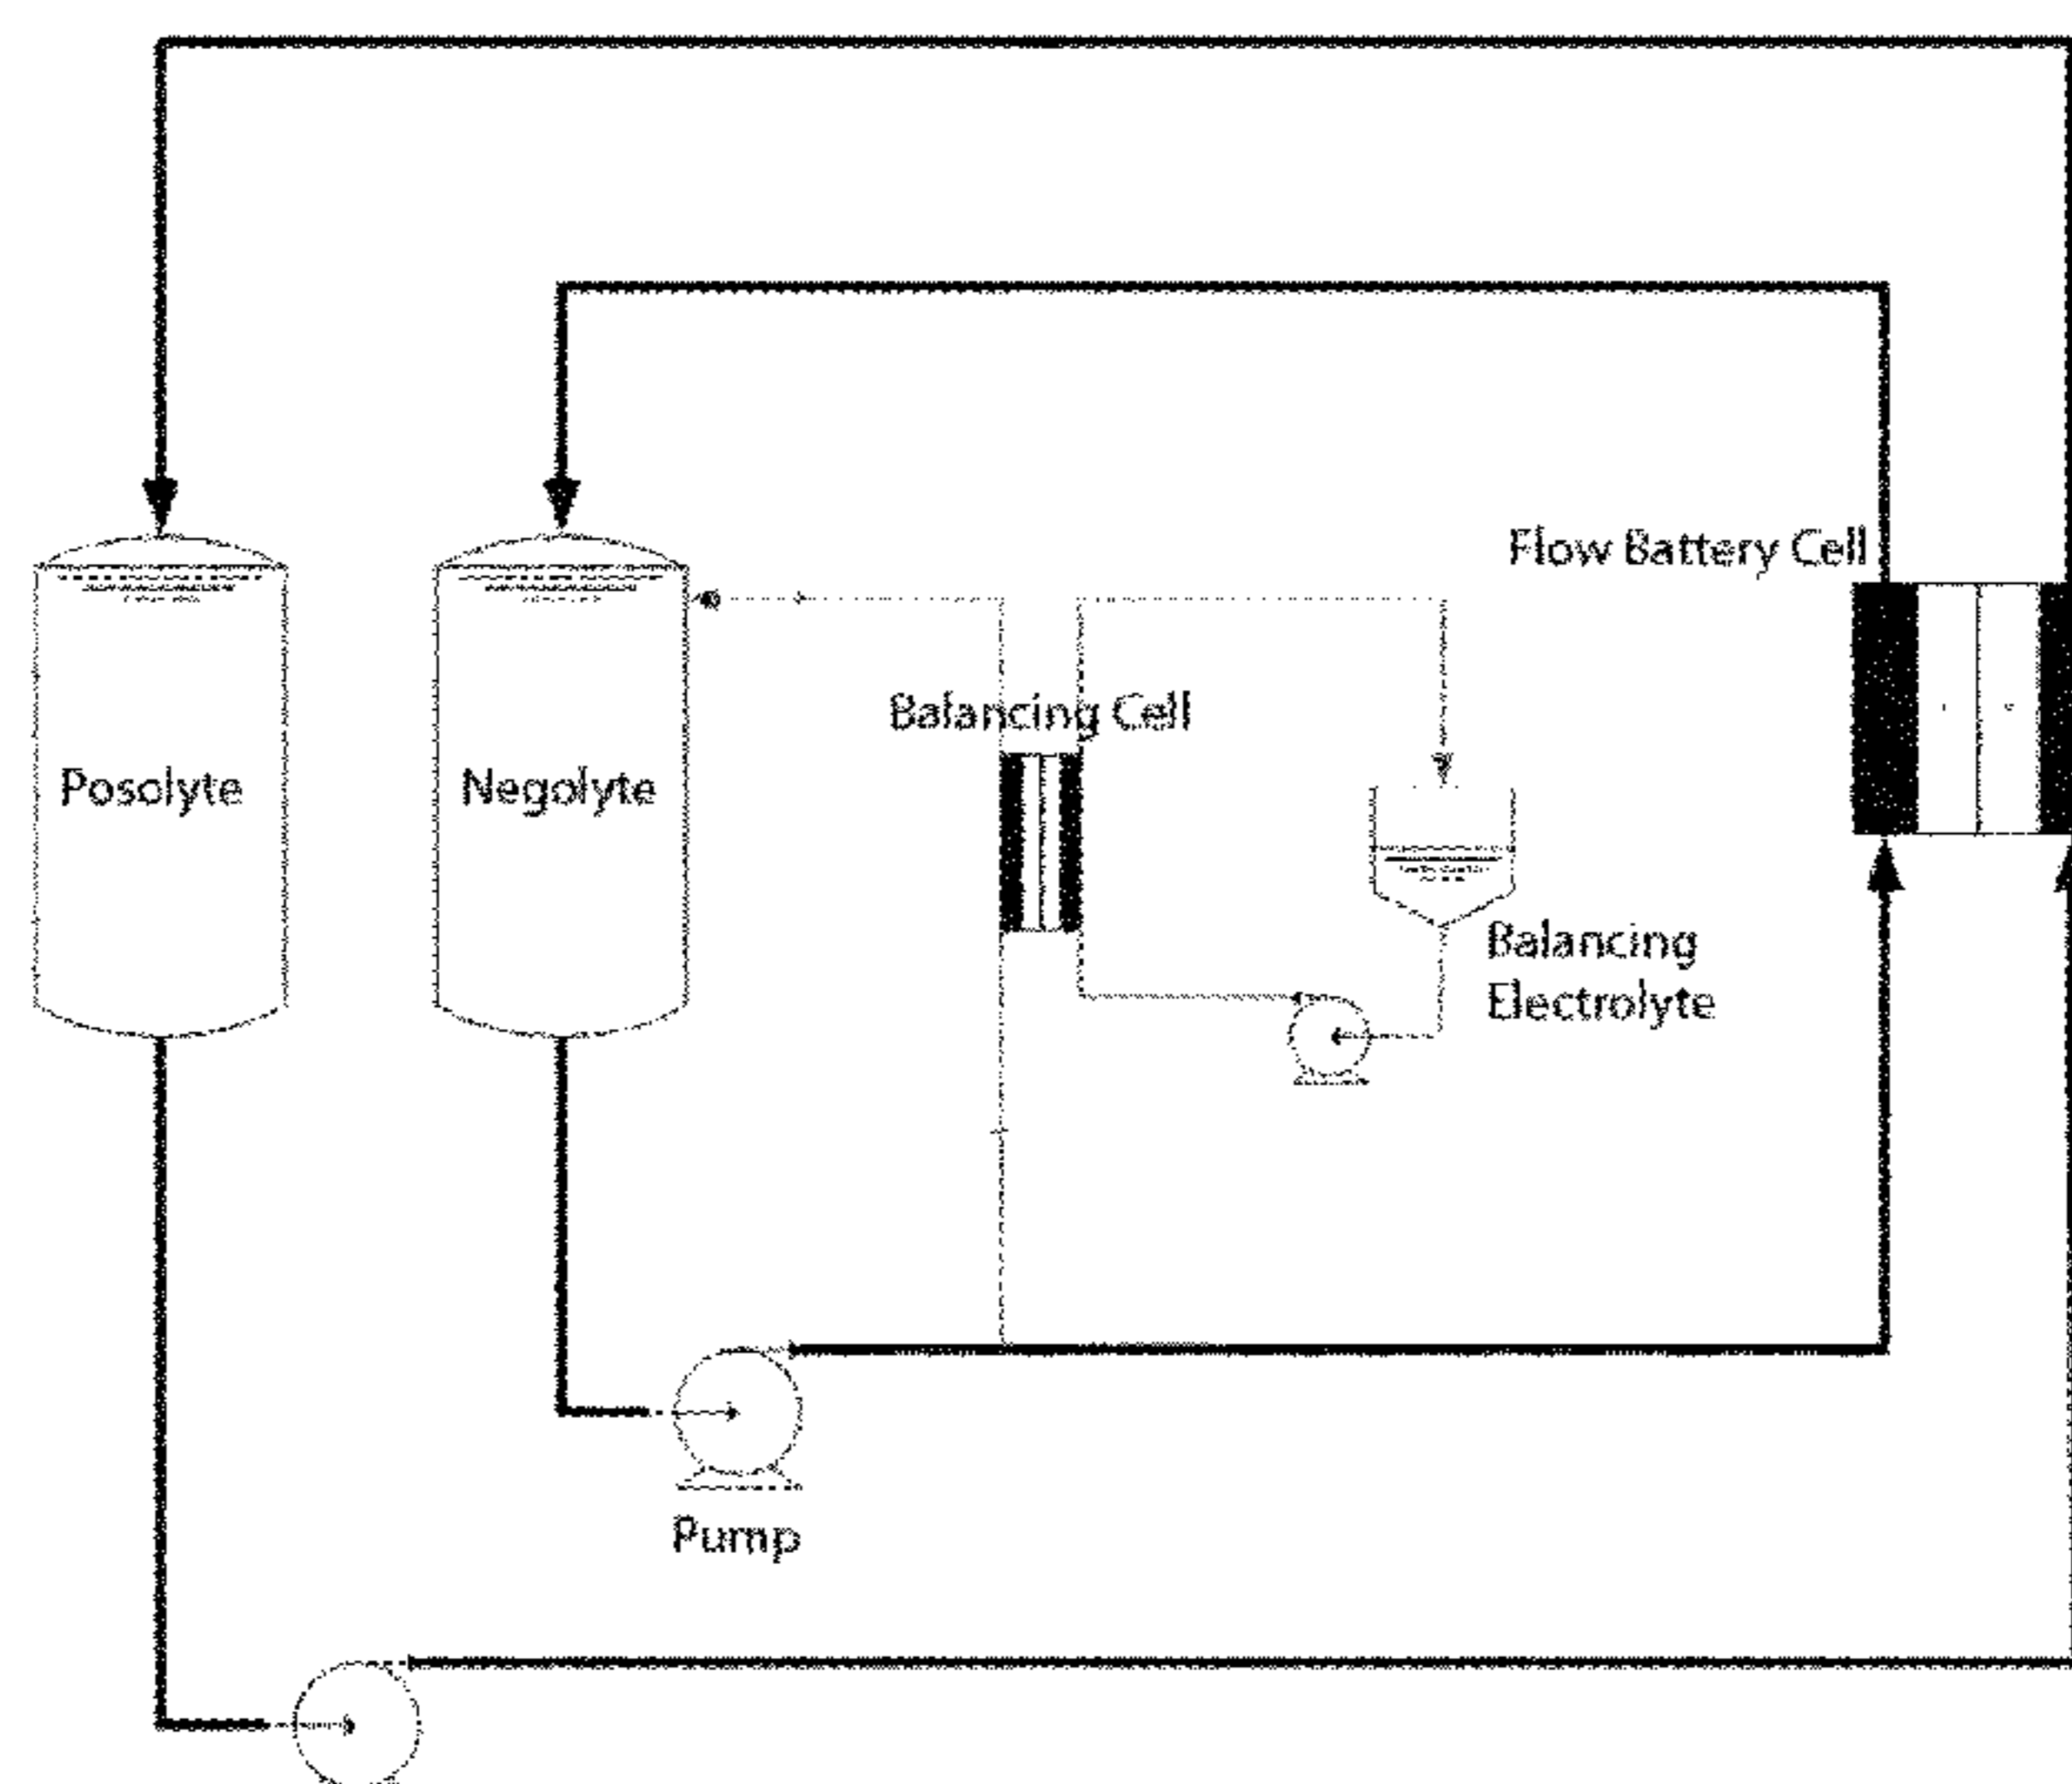 Flow Battery Cell
Balancing Cell
Posolyte
Negolyte
Balancing
Electrolyte
Pump